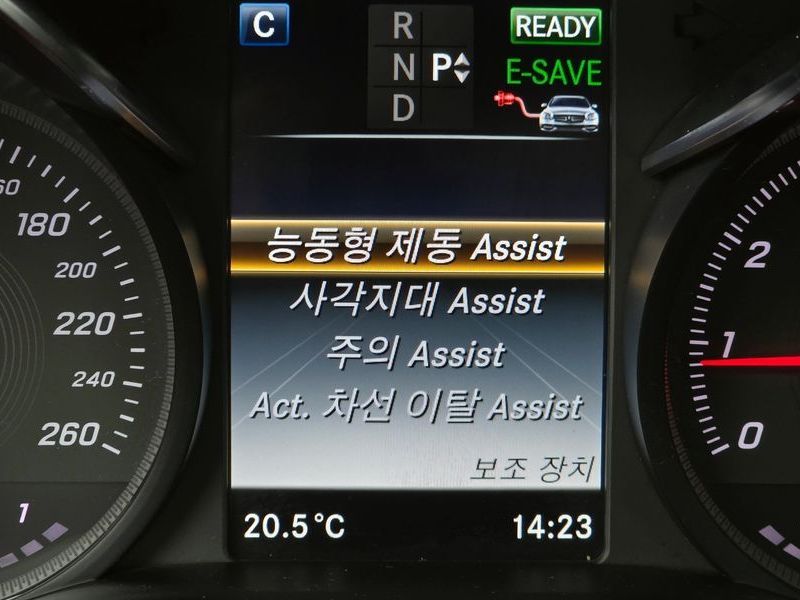 C
R
N P
D
READY
E-SAVE
능동형 제동 Assist
사각지대 Assist
주의 Assist
Act. 차선 이탈 Assist
보조 장치
20.5°C 14:23
60
180
200
220
240
260
1
2
1
0